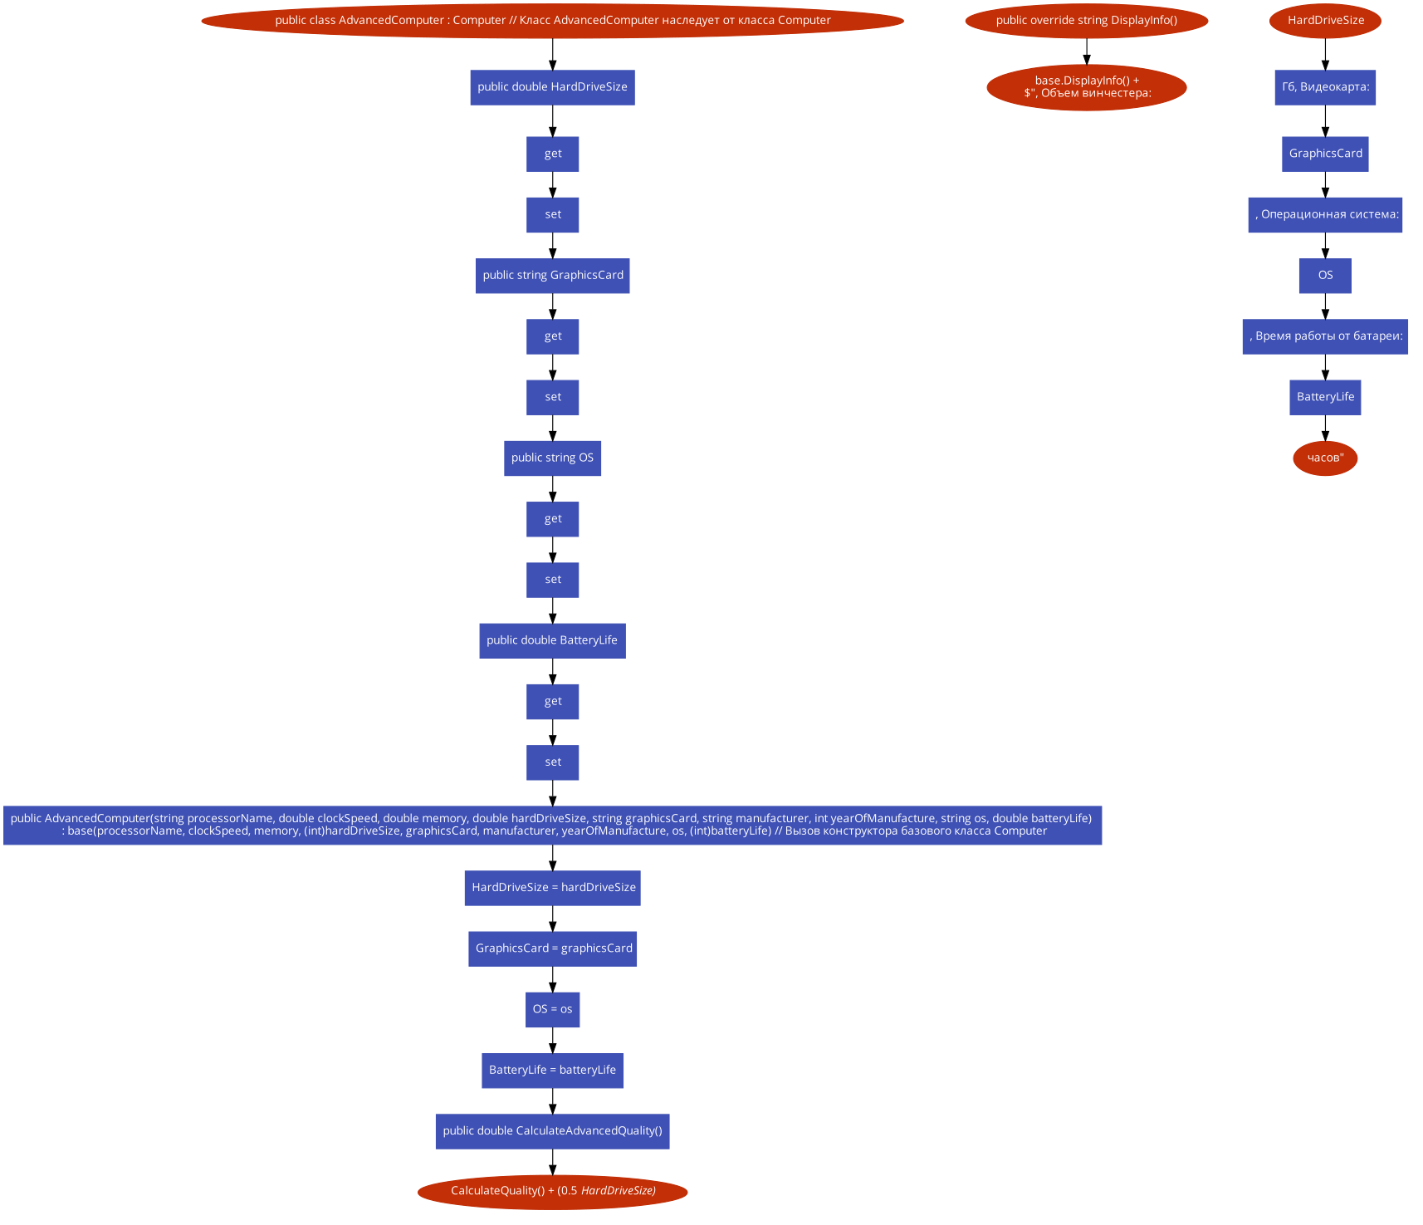 public class AdvancedComputer : Computer // Класс AdvancedComputer наследует от класса Computer
public double HardDriveSize
get
set
public string GraphicsCard
get
set
public string OS
get
set
public double BatteryLife
get
set
public AdvancedComputer(string processorName, double clockSpeed, double memory, double hardDriveSize, string graphicsCard, string manufacturer, int yearOfManufacture, string os, double batteryLife)
: base(processorName, clockSpeed, memory, (int)hardDriveSize, graphicsCard, manufacturer, yearOfManufacture, os, (int)batteryLife) // Вызов конструктора базового класса Computer
HardDriveSize = hardDriveSize
GraphicsCard = graphicsCard
OS = os
BatteryLife = batteryLife
public double CalculateAdvancedQuality()
CalculateQuality() + (0.5 HardDriveSize)
public override string DisplayInfo()
base.DisplayInfo() +
$", Объем винчестера:
HardDriveSize
Гб, Видеокарта:
GraphicsCard
, Операционная система:
OS
, Время работы от батареи:
BatteryLife
часов"